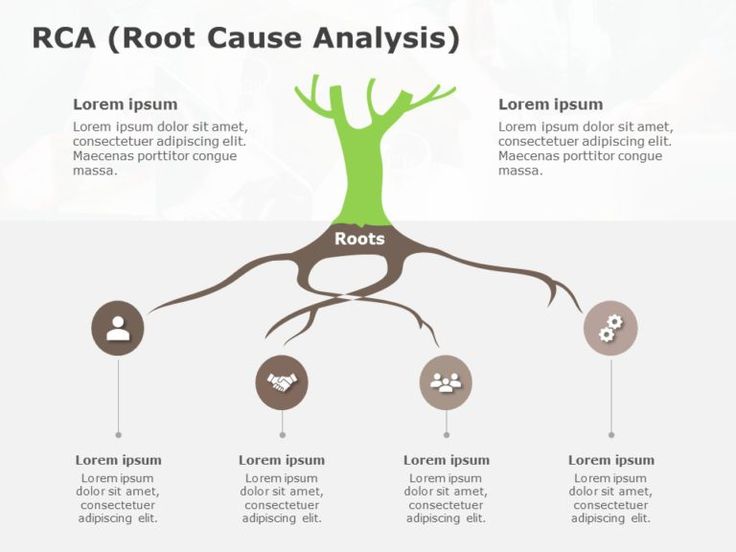 RCA (Root Cause Analysis)
Lorem ipsum
Lorem ipsum dolor sit amet,
consectetuer adipiscing elit.
Maecenas porttitor congue
massa.
Lorem ipsum
Lorem ipsum dolor sit amet,
consectetuer adipiscing elit.
Maecenas porttitor congue
massa.
Roots
Lorem ipsum
Lorem ipsum
dolor sit amet,
consectetuer
adipiscing elit.
Lorem ipsum
Lorem ipsum
dolor sit amet,
consectetuer
adipiscing elit.
Lorem ipsum
Lorem ipsum
dolor sit amet,
consectetuer
adipiscing elit.
Lorem ipsum
Lorem ipsum
dolor sit amet,
consectetuer
adipiscing elit.